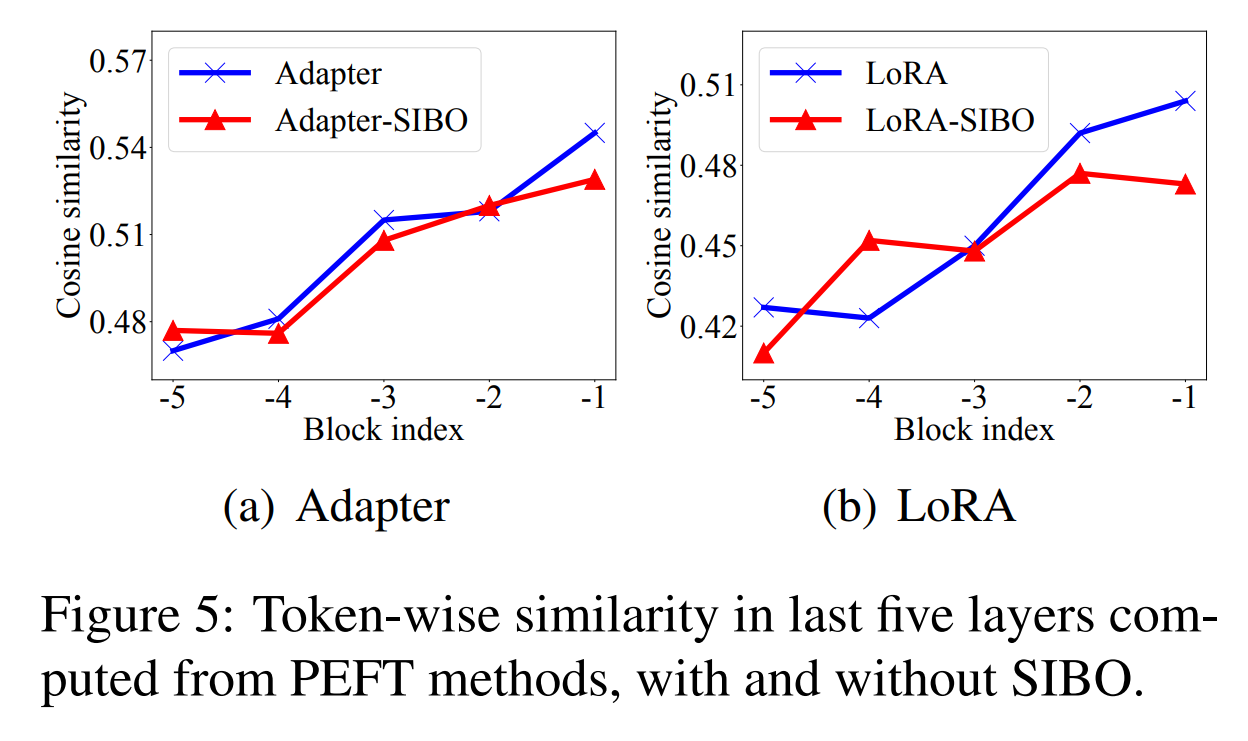 Cosine similarity
0.57
0.54
0.51
0.48
Adapter
Adapter-SIBO
-5 -4 -3 -2 -1
Block index
Cosine similarity
0.51
0.48
0.45
0.42
LoRA
LoRA-SIBO
-5 -4 -3 -2 -1
Block index
(a) Adapter
(b) LoRA
Figure 5: Token-wise similarity in last five layers com-
puted from PEFT methods, with and without SIBO.